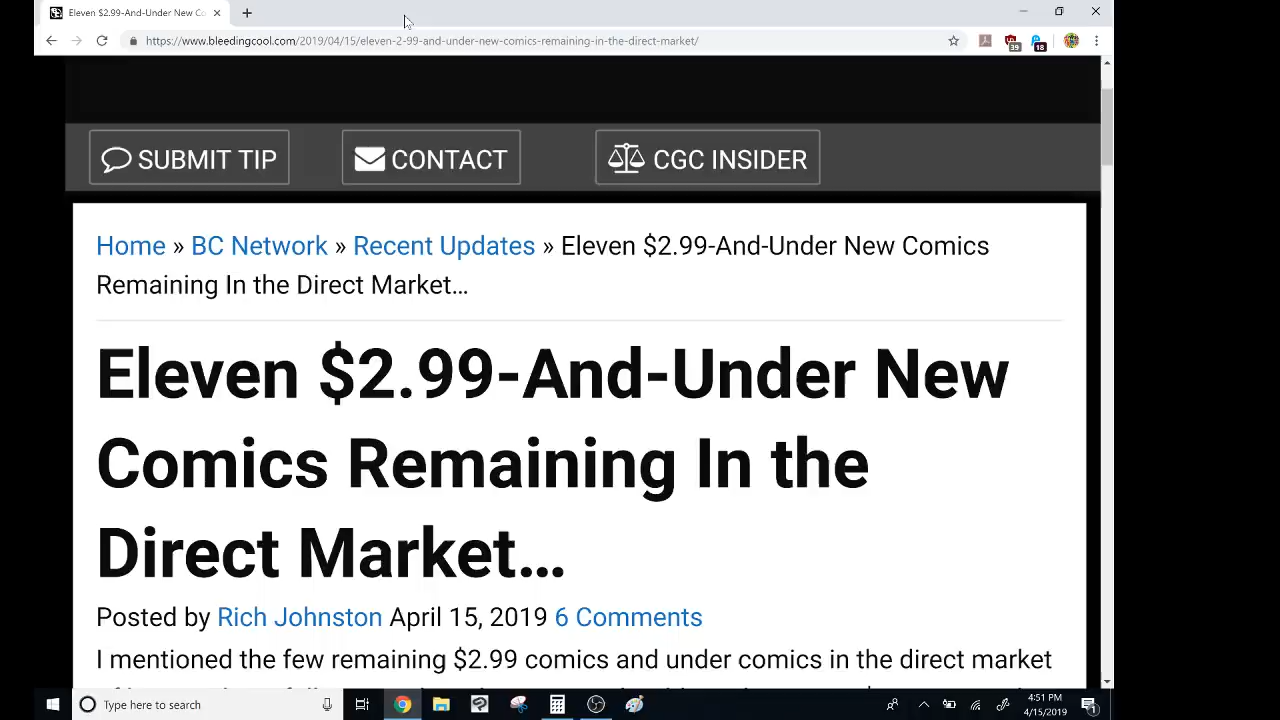 Eleven $2.99-And-Under New Co
https://www.bleedingcool.com/2019/04/15/eleven-2-99-and-under-new-comics-remaining-in-the-direct-market/
39
18
SUBMIT TIP
CONTACT
CGC INSIDER
Home » BC Network » Recent Updates » Eleven $2.99-And-Under New Comics
Remaining In the Direct Market…
Eleven $2.99-And-Under New
Comics Remaining In the
Direct Market…
Posted by Rich Johnston April 15, 2019 6 Comments
I mentioned the few remaining $2.99 comics and under comics in the direct market
Type here to search
4:51 PM
4/15/2019
1